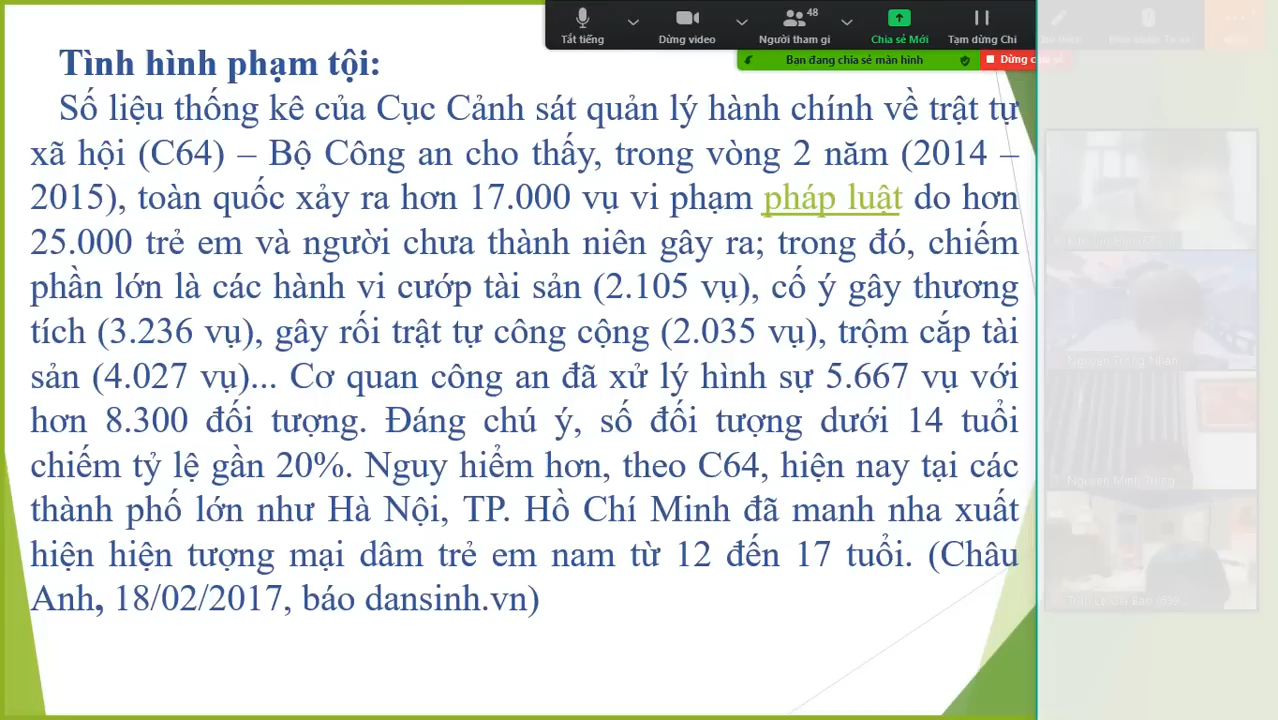 48
Tắt tiếng
Dừng video
Người tham gi
Chia sẻ Mới
Tạm dừng Chi
Bạn đang chia sẻ màn hình
Dừng chia sẻ
Tình hình phạm tội:
Số liệu thống kê của Cục Cảnh sát quản lý hành chính về trật tự
xã hội (C64) – Bộ Công an cho thấy, trong vòng 2 năm (2014 –
2015), toàn quốc xảy ra hơn 17.000 vụ vi phạm pháp luật do hơn
25.000 trẻ em và người chưa thành niên gây ra; trong đó, chiếm
phần lớn là các hành vi cướp tài sản (2.105 vụ), cố ý gây thương
tích (3.236 vụ), gây rối trật tự công cộng (2.035 vụ), trộm cắp tài
sản (4.027 vụ)... Cơ quan công an đã xử lý hình sự 5.667 vụ với
hơn 8.300 đối tượng. Đáng chú ý, số đối tượng dưới 14 tuổi
chiếm tỷ lệ gần 20%. Nguy hiểm hơn, theo C64, hiện nay tại các
thành phố lớn như Hà Nội, TP. Hồ Chí Minh đã manh nha xuất
hiện hiện tượng mại dâm trẻ em nam từ 12 đến 17 tuổi. (Châu
Anh, 18/02/2017, báo dansinh.vn)